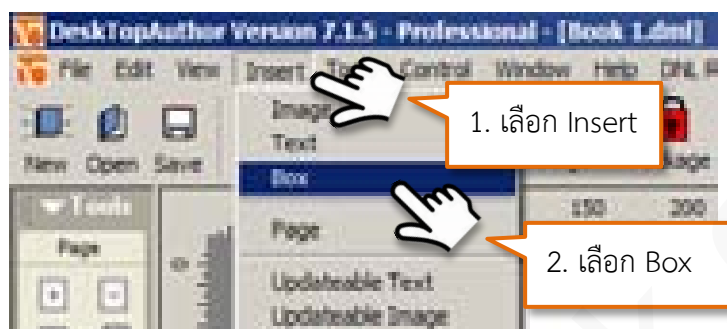 DeskTopAuthor Version 7.1.5 - Professional - [Book 1.dml]
File Edit View Insert Tools Control Window Help DNL
Image
1. เลือก Insert
Text
New Open Save
Box
Tools
150 200
Page
Page
2. เลือก Box
Updateable Text
Updateable Image